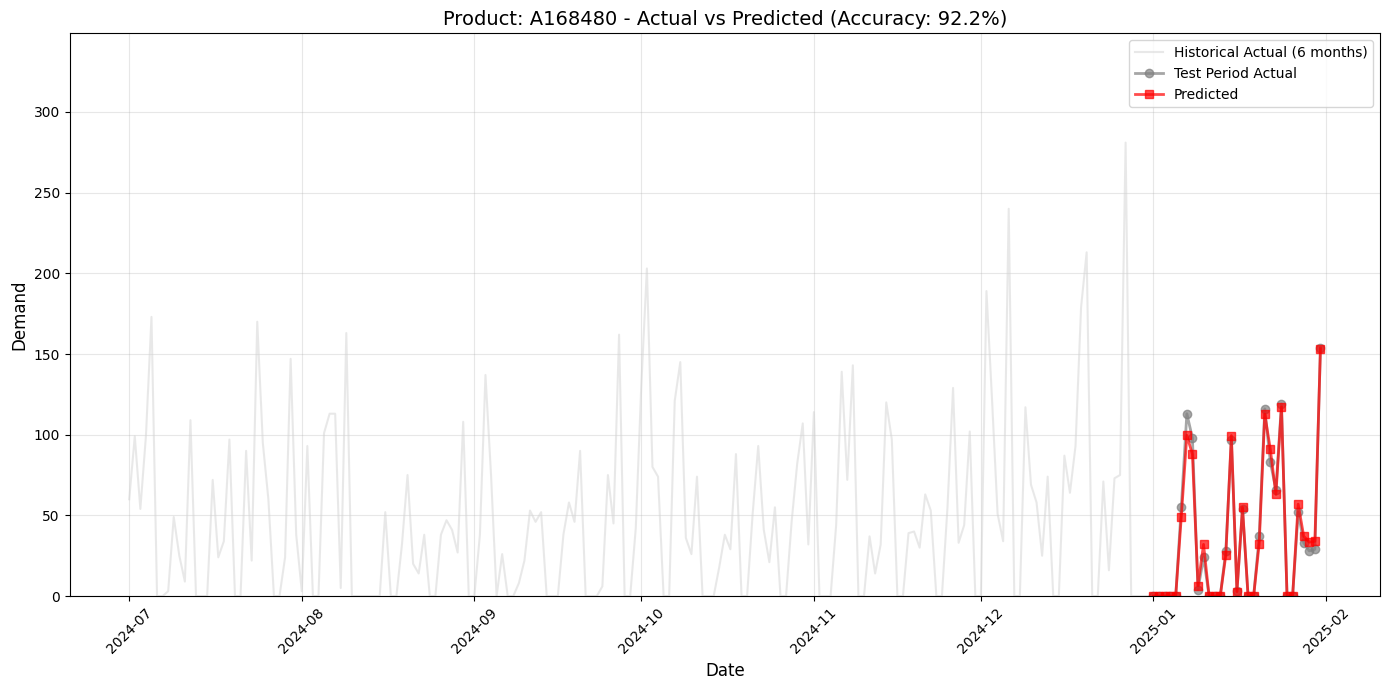 Product: A168480 - Actual vs Predicted (Accuracy: 92.2%)
Historical Actual (6 months)
Test Period Actual
Predicted
Demand
300
250
200
150
100
50
0
2024-07
2024-08
2024-09
2024-10
2024-11
2024-12
2025-01
2025-02
Date